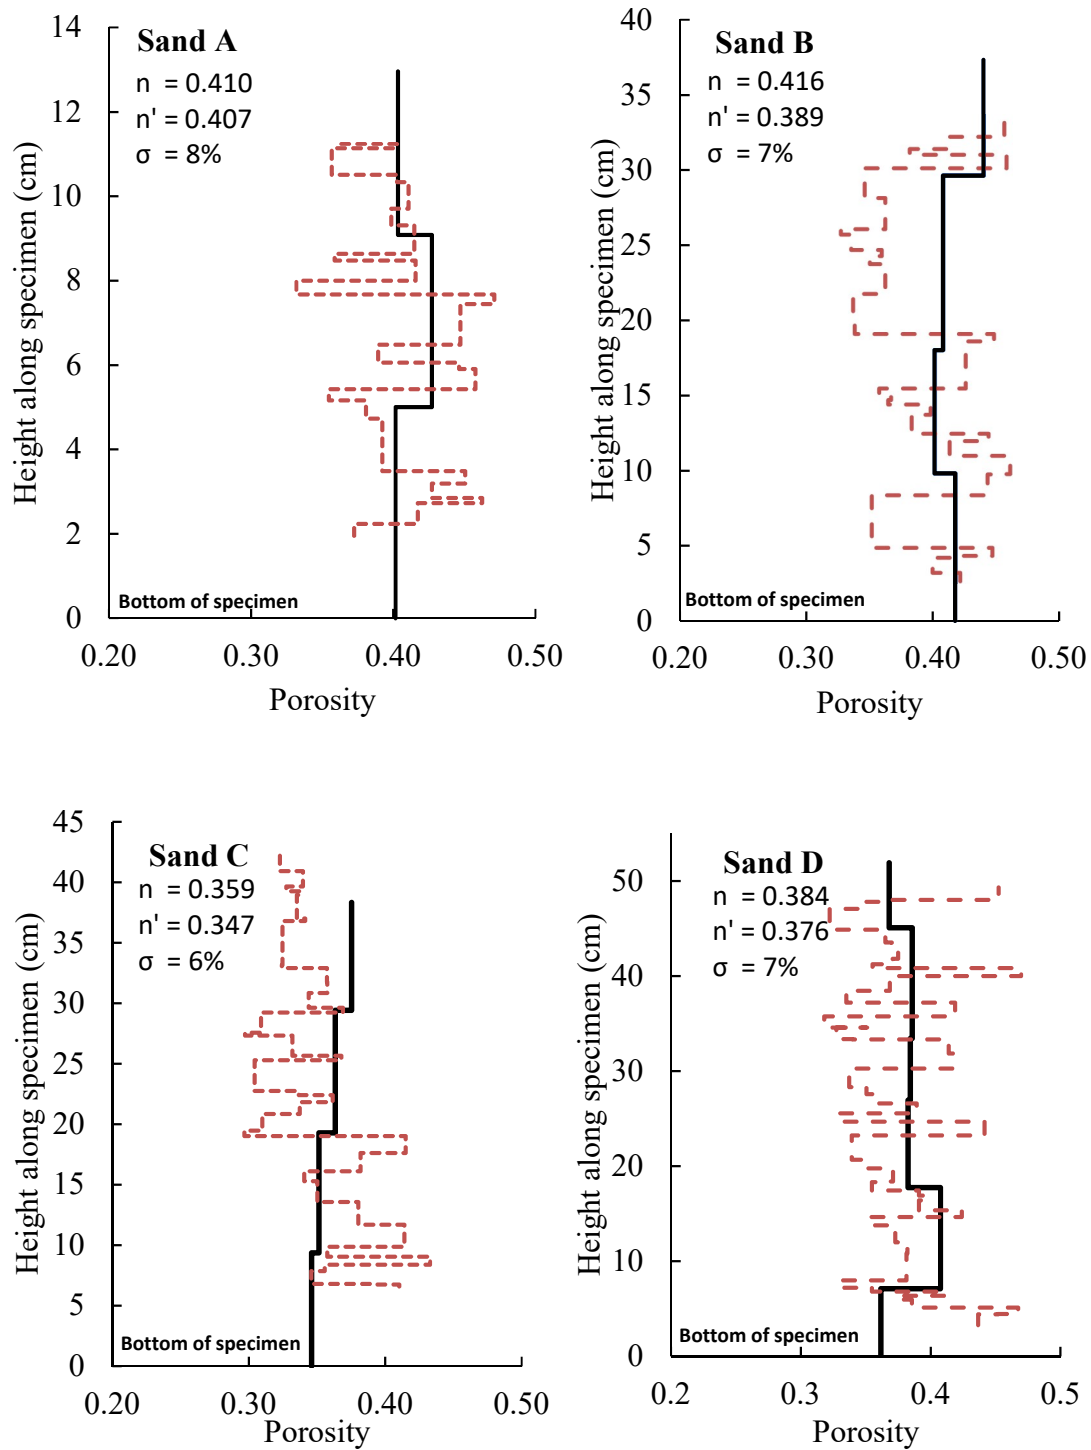 Sand A
n = 0.410
n' = 0.407
σ = 8%
14
12
10
8
6
4
2
0
Height along specimen (cm)
Bottom of specimen
0.20 0.30 0.40 0.50
Porosity
Sand B
n = 0.416
n' = 0.389
σ = 7%
40
35
30
25
20
15
10
5
0
Height along specimen (cm)
Bottom of specimen
0.20 0.30 0.40 0.50
Porosity
Sand C
n = 0.359
n' = 0.347
σ = 6%
45
40
35
30
25
20
15
10
5
0
Height along specimen (cm)
Bottom of specimen
0.20 0.30 0.40 0.50
Porosity
Sand D
n = 0.384
n' = 0.376
σ = 7%
50
40
30
20
10
0
Height along specimen (cm)
Bottom of specimen
0.2 0.3 0.4 0.5
Porosity